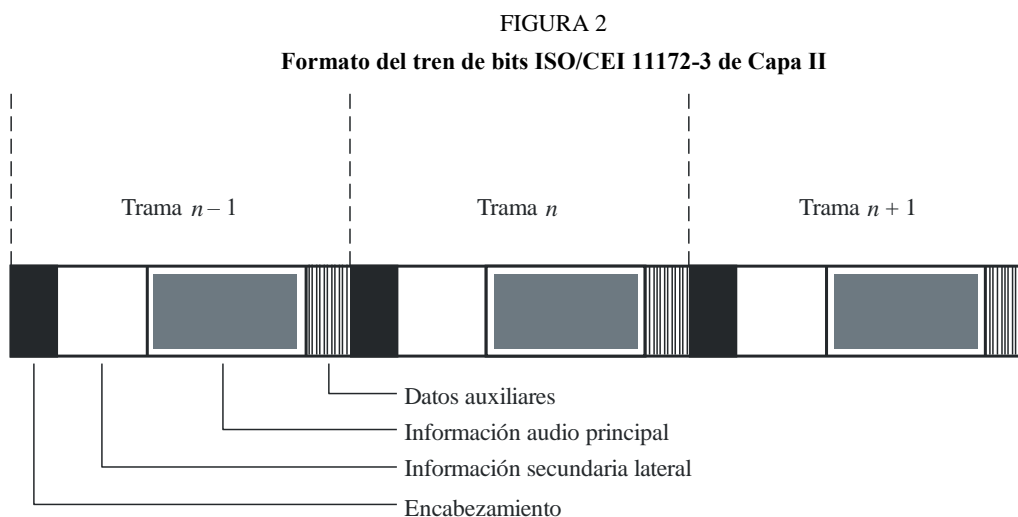 FIGURA 2
Formato del tren de bits ISO/CEI 11172-3 de Capa II
Trama n – 1 Trama n Trama n + 1
Datos auxiliares
Información audio principal
Información secundaria lateral
Encabezamiento